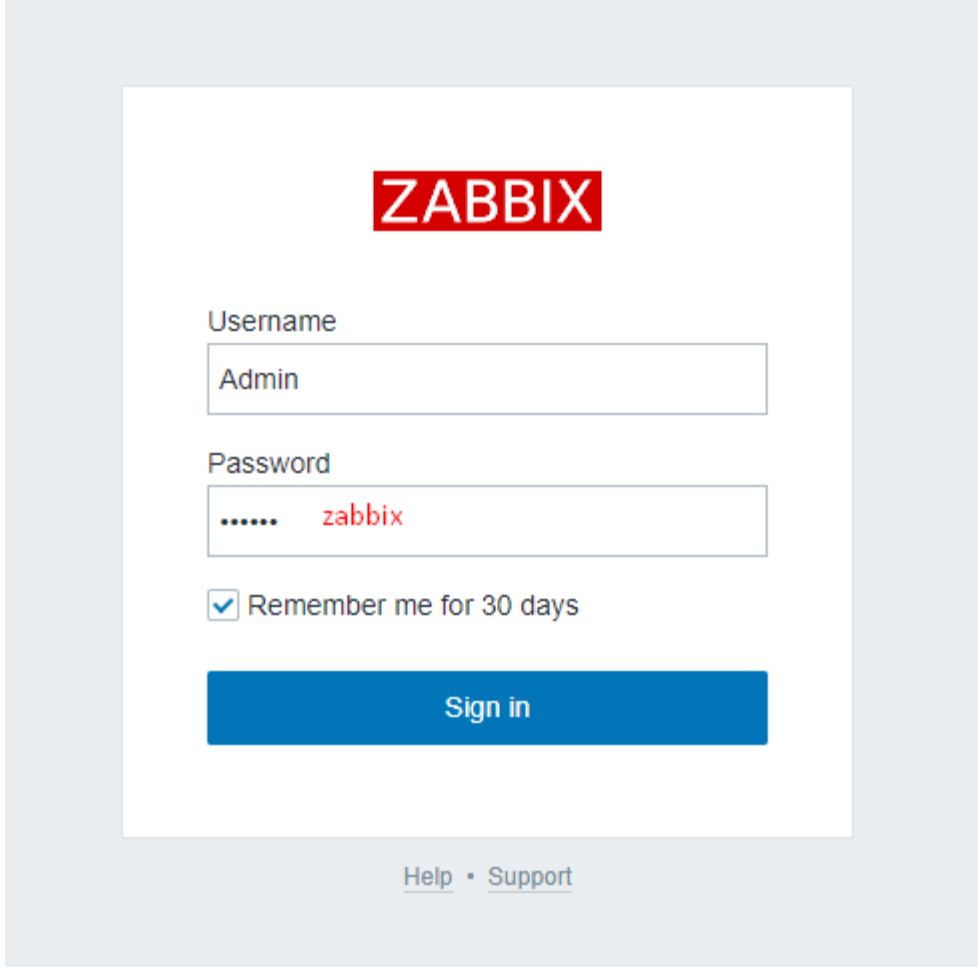 ZABBIX
Username
Admin
Password
•••••• zabbix
Remember me for 30 days
Sign in
Help • Support